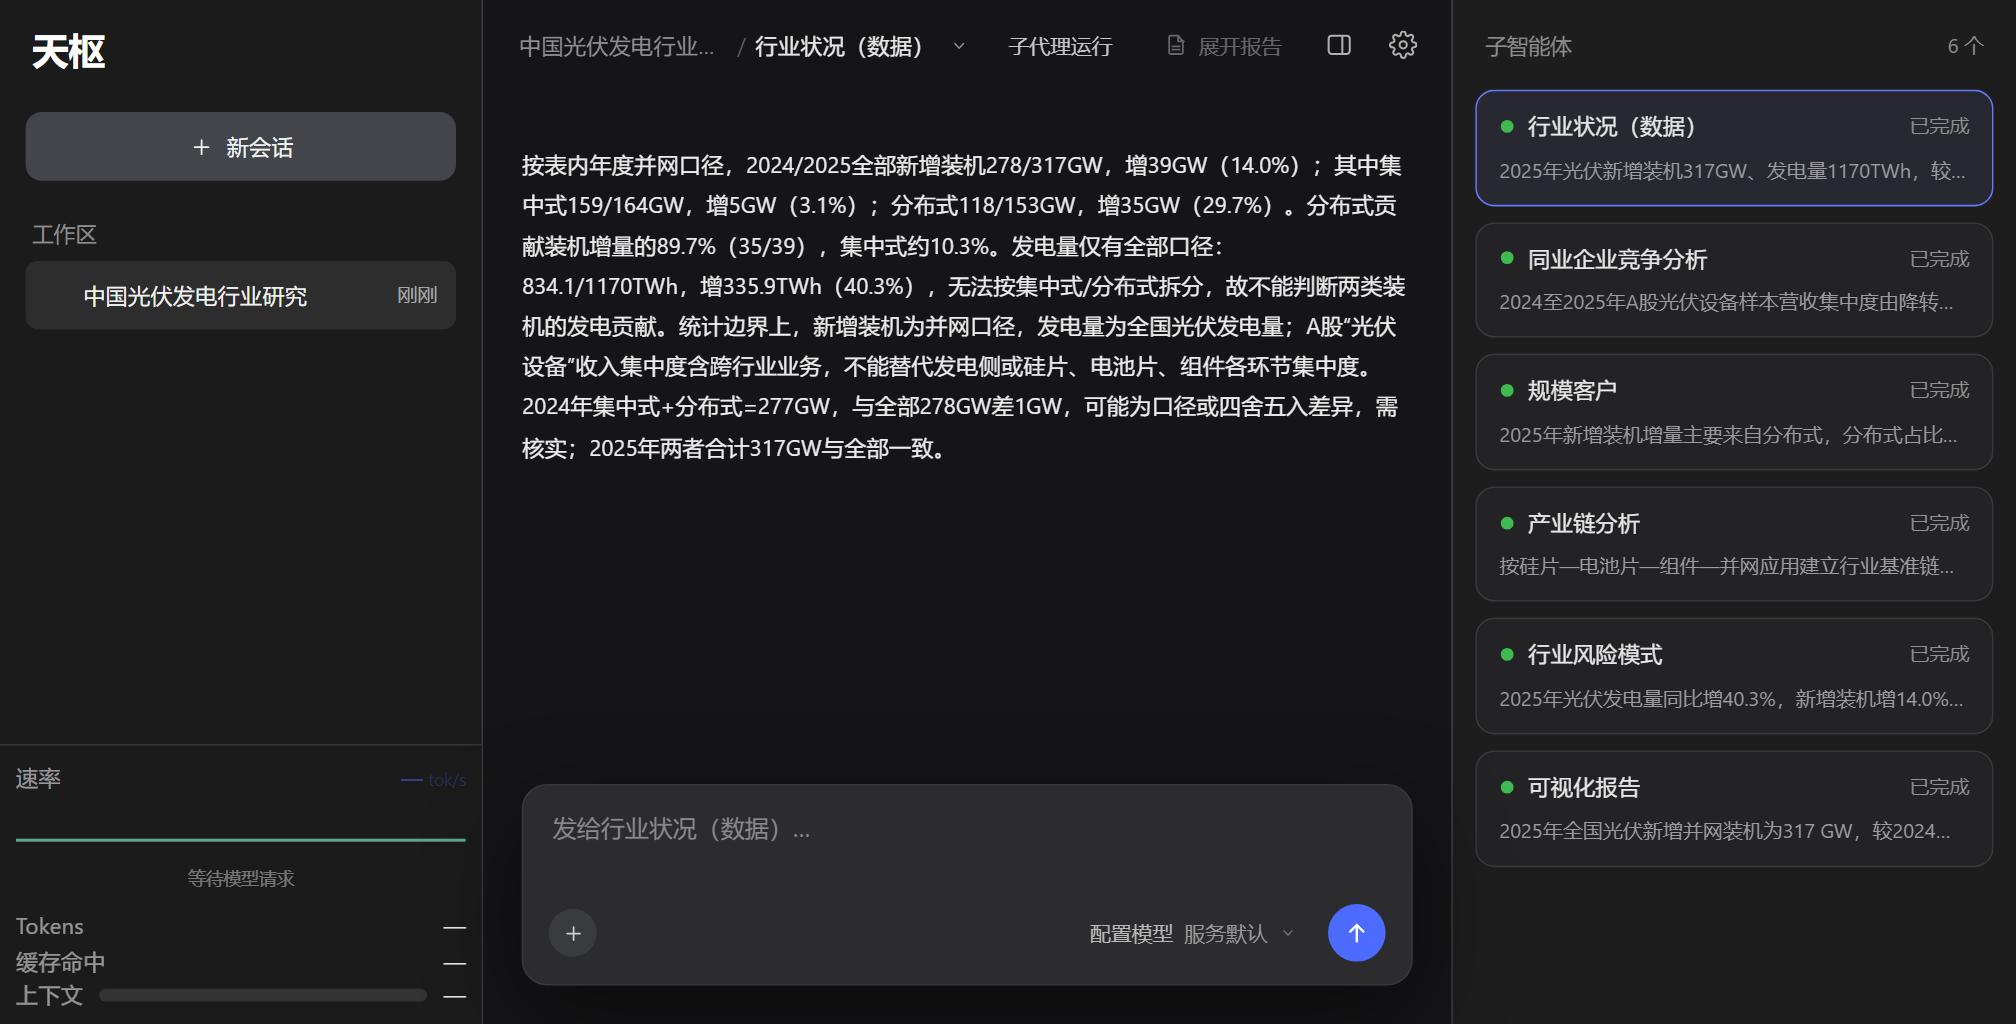 天枢
+ 新会话
工作区
中国光伏发电行业研究 刚刚
速率 — tok/s
等待模型请求
Tokens —
缓存命中 —
上下文 —
中国光伏发电行业... / 行业状况（数据） 子代理运行 展开报告
按表内年度并网口径，2024/2025全部新增装机278/317GW，增39GW（14.0%）；其中集
中式159/164GW，增5GW（3.1%）；分布式118/153GW，增35GW（29.7%）。分布式贡
献装机增量的89.7%（35/39），集中式约10.3%。发电量仅有全部口径：
834.1/1170TWh，增335.9TWh（40.3%），无法按集中式/分布式拆分，故不能判断两类装
机的发电贡献。统计边界上，新增装机为并网口径，发电量为全国光伏发电量；A股“光伏
设备”收入集中度含跨行业业务，不能替代发电侧或硅片、电池片、组件各环节集中度。
2024年集中式+分布式=277GW，与全部278GW差1GW，可能为口径或四舍五入差异，需
核实；2025年两者合计317GW与全部一致。
发给行业状况（数据）...
+
配置模型 服务默认
子智能体 6 个
行业状况（数据） 已完成
2025年光伏新增装机317GW、发电量1170TWh，较...
同业企业竞争分析 已完成
2024至2025年A股光伏设备样本营收集中度由降转...
规模客户 已完成
2025年新增装机增量主要来自分布式，分布式占比...
产业链分析 已完成
按硅片—电池片—组件—并网应用建立行业基准链...
行业风险模式 已完成
2025年光伏发电量同比增40.3%，新增装机增14.0%...
可视化报告 已完成
2025年全国光伏新增并网装机为317 GW，较2024...